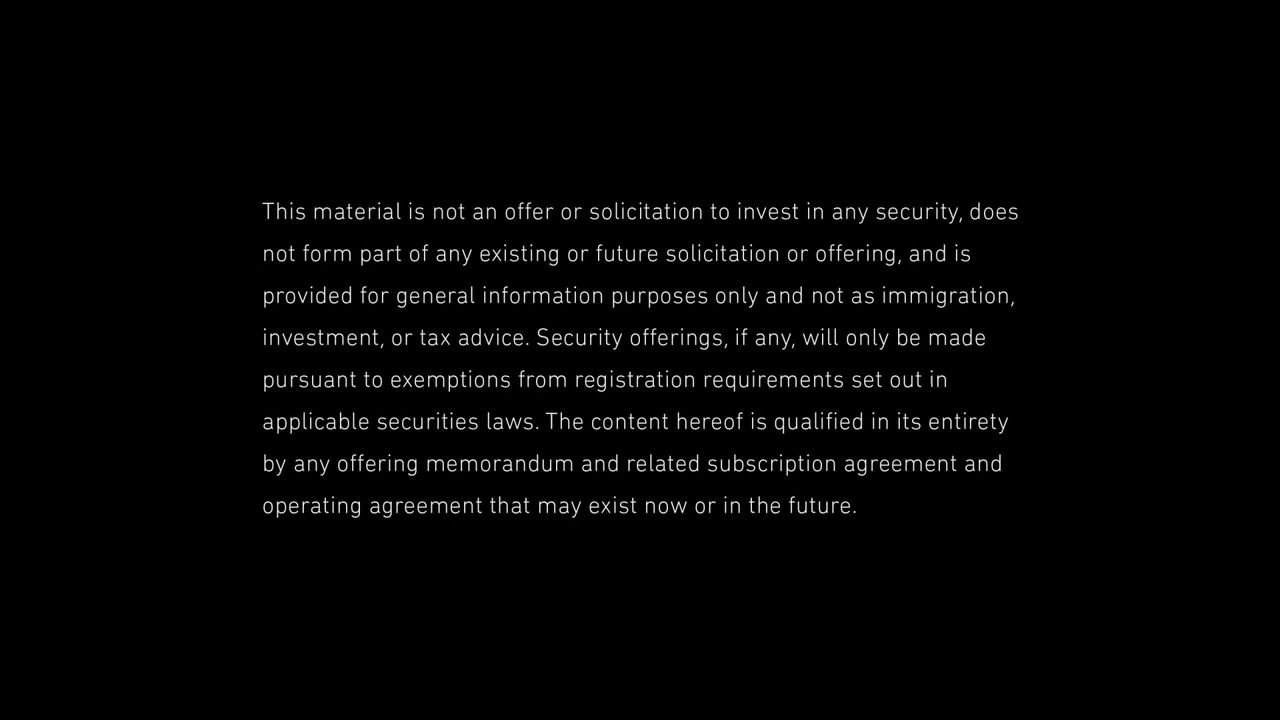 This material is not an offer or solicitation to invest in any security, does
not form part of any existing or future solicitation or offering, and is
provided for general information purposes only and not as immigration,
investment, or tax advice. Security offerings, if any, will only be made
pursuant to exemptions from registration requirements set out in
applicable securities laws. The content hereof is qualified in its entirety
by any offering memorandum and related subscription agreement and
operating agreement that may exist now or in the future.